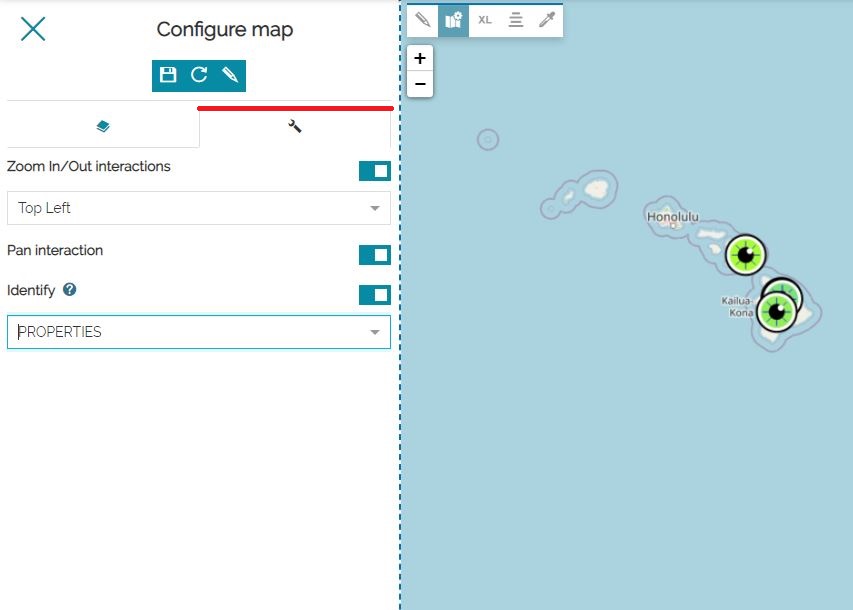 Configure map
XL
+
−
Zoom In/Out interactions
Top Left
Pan interaction
Identify ?
PROPERTIES
Honolulu
Kailua-
Kona